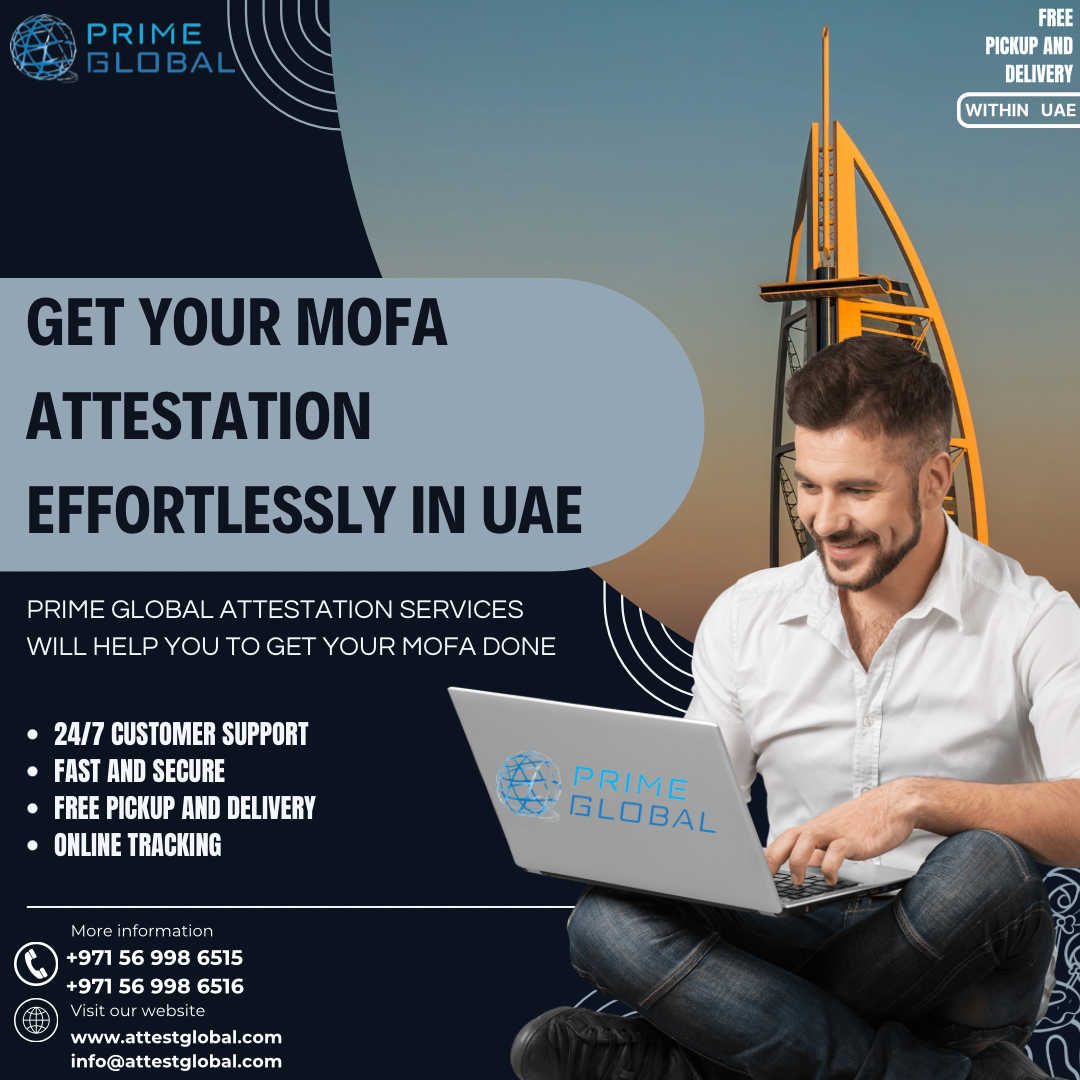 PRIME
GLOBAL
FREE
PICKUP AND
DELIVERY
WITHIN UAE
GET YOUR MOFA
ATTESTATION
EFFORTLESSLY IN UAE
PRIME GLOBAL ATTESTATION SERVICES
WILL HELP YOU TO GET YOUR MOFA DONE
• 24/7 CUSTOMER SUPPORT
• FAST AND SECURE
• FREE PICKUP AND DELIVERY
• ONLINE TRACKING
PRIME
GLOBAL
More information
+971 56 998 6515
+971 56 998 6516
Visit our website
www.attestglobal.com
info@attestglobal.com